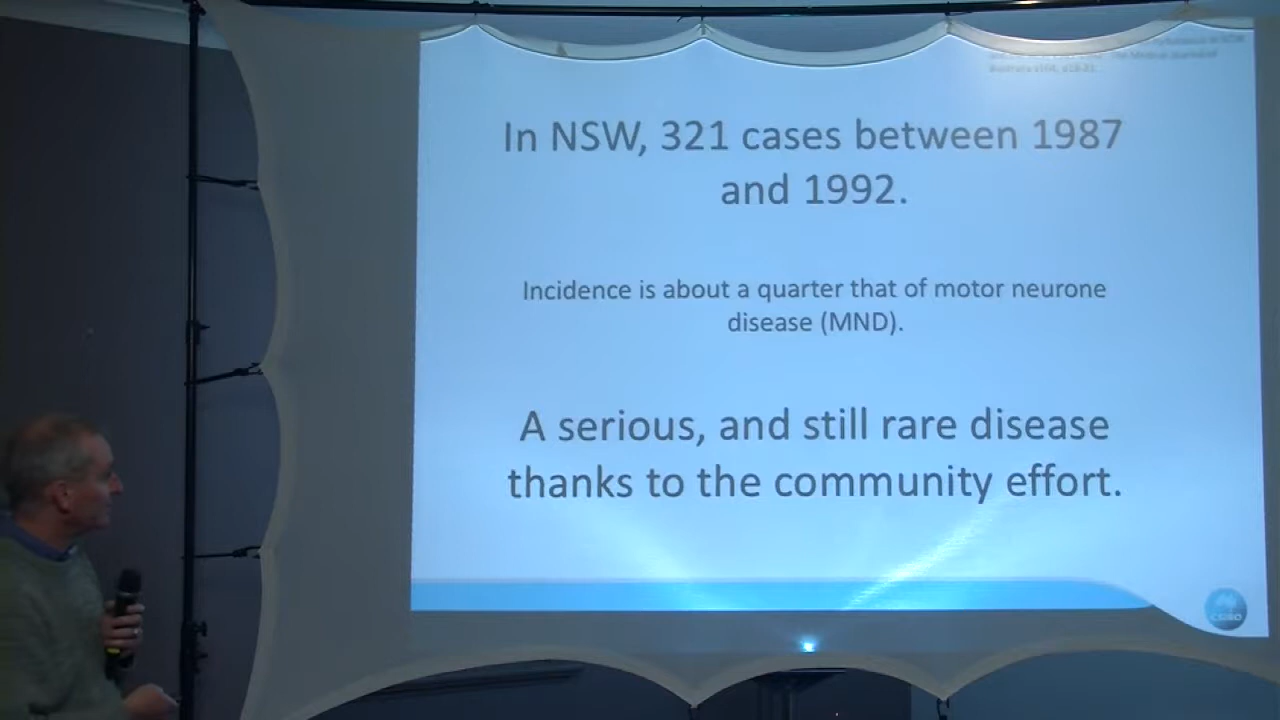 In NSW, 321 cases between 1987
and 1992.
Incidence is about a quarter that of motor neurone
disease (MND).
A serious, and still rare disease
thanks to the community effort.
CSIRO